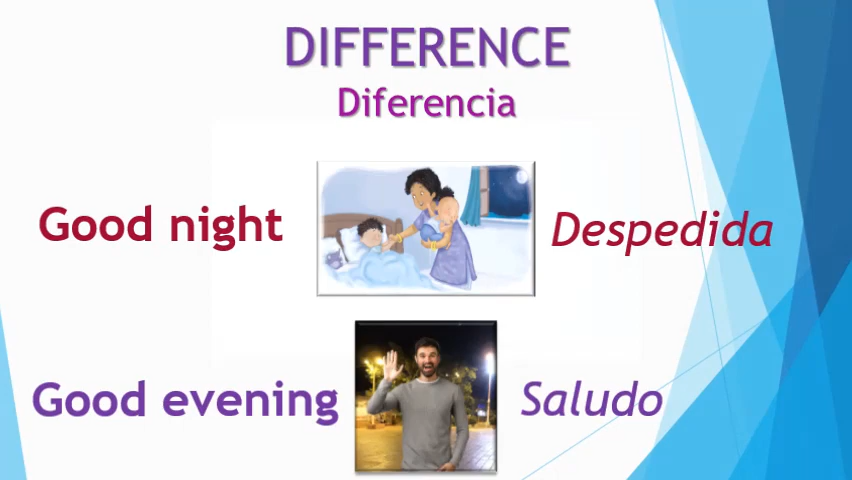 DIFFERENCE
Diferencia
Good night
Despedida
Good evening
Saludo